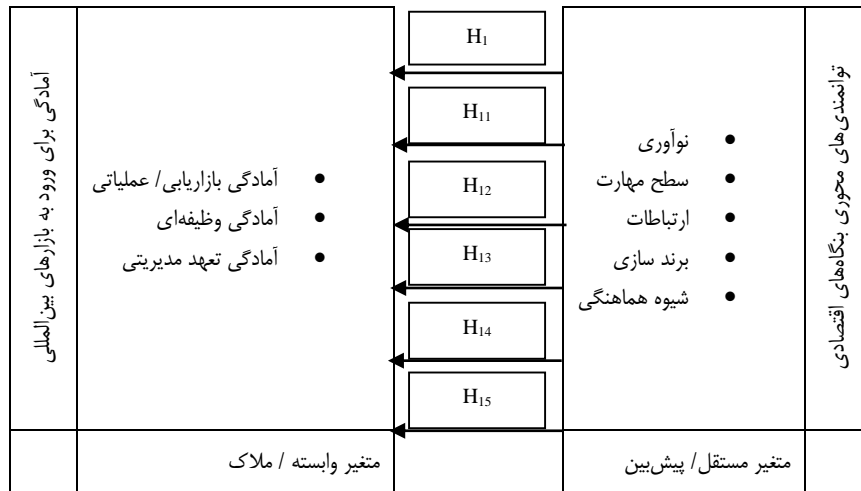 توانمندی‌های محوری بنگاه‌های اقتصادی
• نوآوری
• سطح مهارت
• ارتباطات
• برند سازی
• شیوه هماهنگی
H1
H11
H12
H13
H14
H15
• آمادگی بازاریابی/ عملیاتی
• آمادگی وظیفه‌ای
• آمادگی تعهد مدیریتی
آمادگی برای ورود به بازارهای بین‌المللی
متغیر مستقل/ پیش‌بین
متغیر وابسته / ملاک